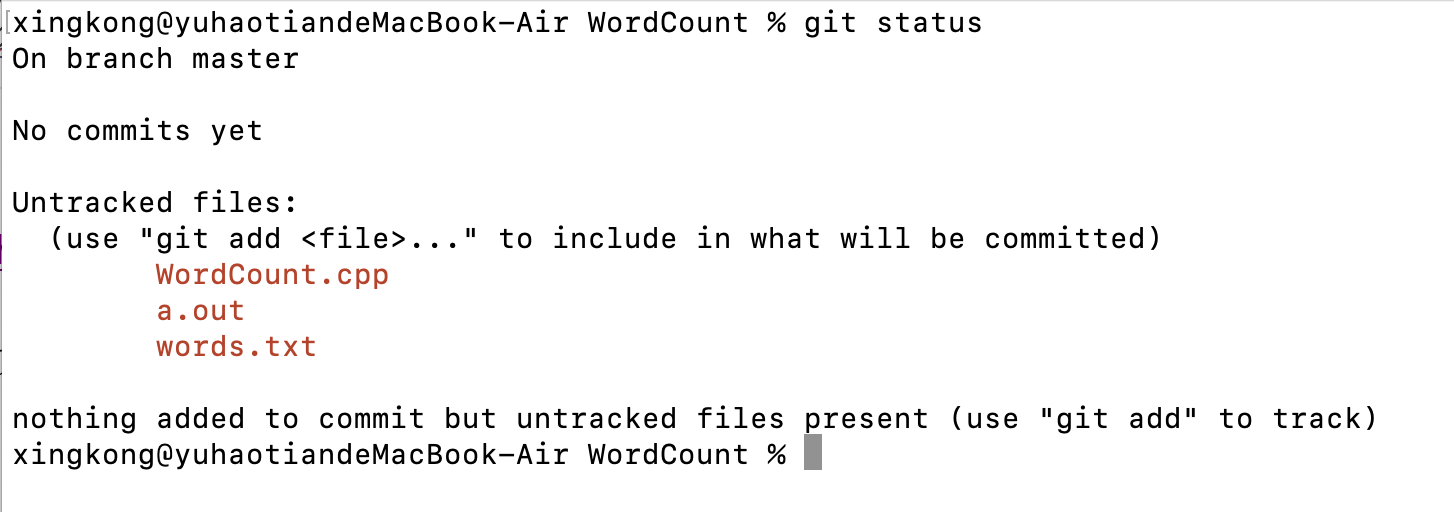 [xingkong@yuhaotiandeMacBook-Air WordCount % git status
On branch master
No commits yet
Untracked files:
  (use "git add <file>..." to include in what will be committed)
        WordCount.cpp
        a.out
        words.txt
nothing added to commit but untracked files present (use "git add" to track)
xingkong@yuhaotiandeMacBook-Air WordCount %